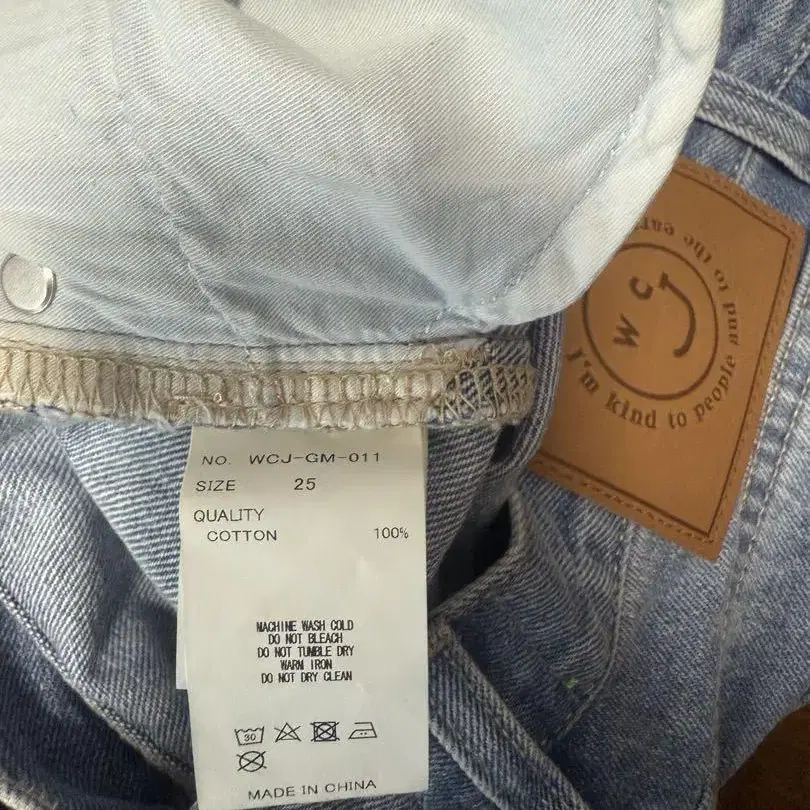 NO. WCJ-GM-011
SIZE 25
QUALITY
COTTON 100%
MACHINE WASH COLD
DO NOT BLEACH
DO NOT TUMBLE DRY
WARM IRON
DO NOT DRY CLEAN
30
MADE IN CHINA
W C J
I'm kind to people and to the